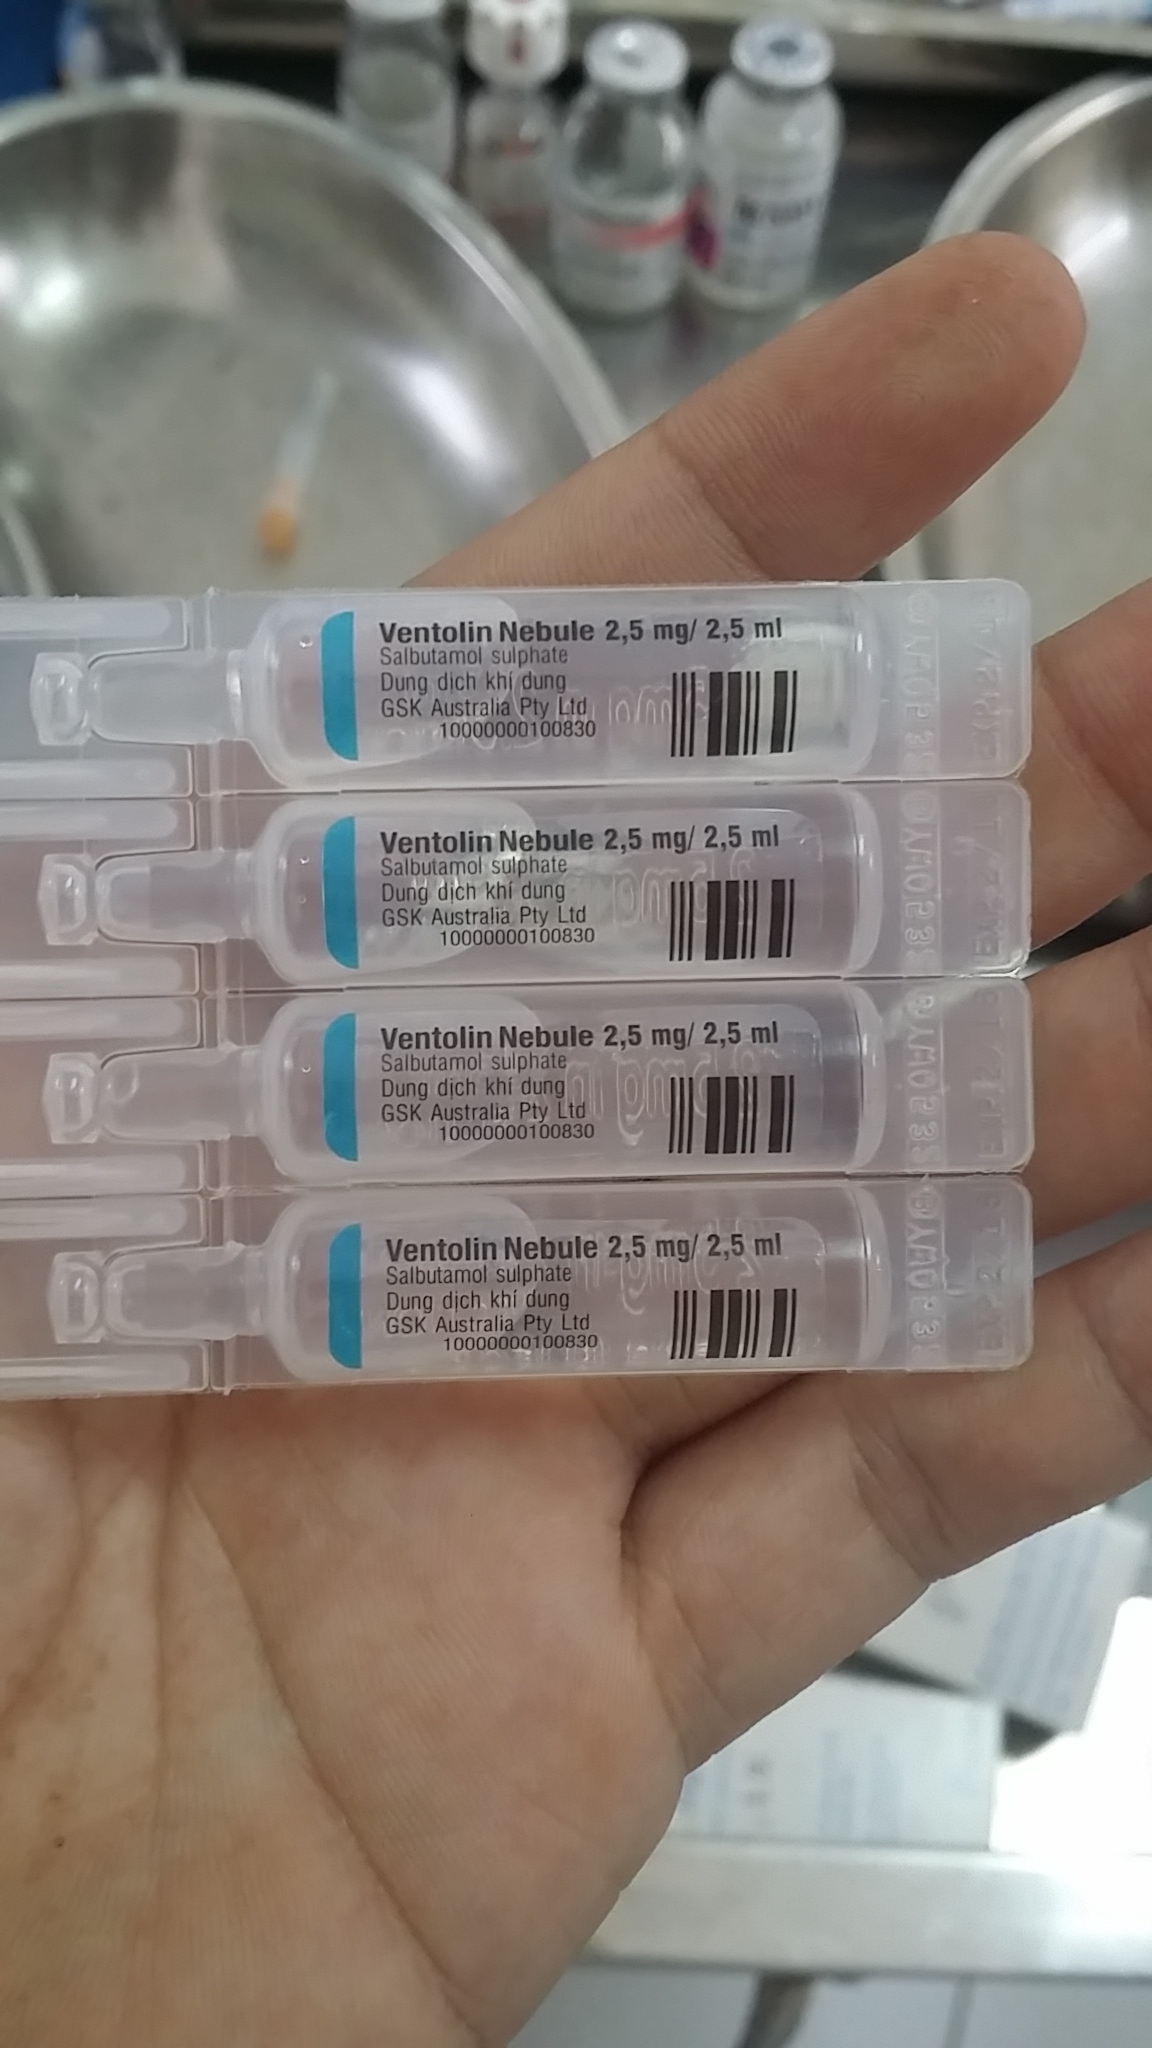 Ventolin Nebule 2,5 mg/ 2,5 ml
Salbutamol sulphate
Dung dịch khí dung
GSK Australia Pty Ltd
10000000100830
Ventolin Nebule 2,5 mg/ 2,5 ml
Salbutamol sulphate
Dung dịch khí dung
GSK Australia Pty Ltd
10000000100830
Ventolin Nebule 2,5 mg/ 2,5 ml
Salbutamol sulphate
Dung dịch khí dung
GSK Australia Pty Ltd
10000000100830
Ventolin Nebule 2,5 mg/ 2,5 ml
Salbutamol sulphate
Dung dịch khí dung
GSK Australia Pty Ltd
10000000100830